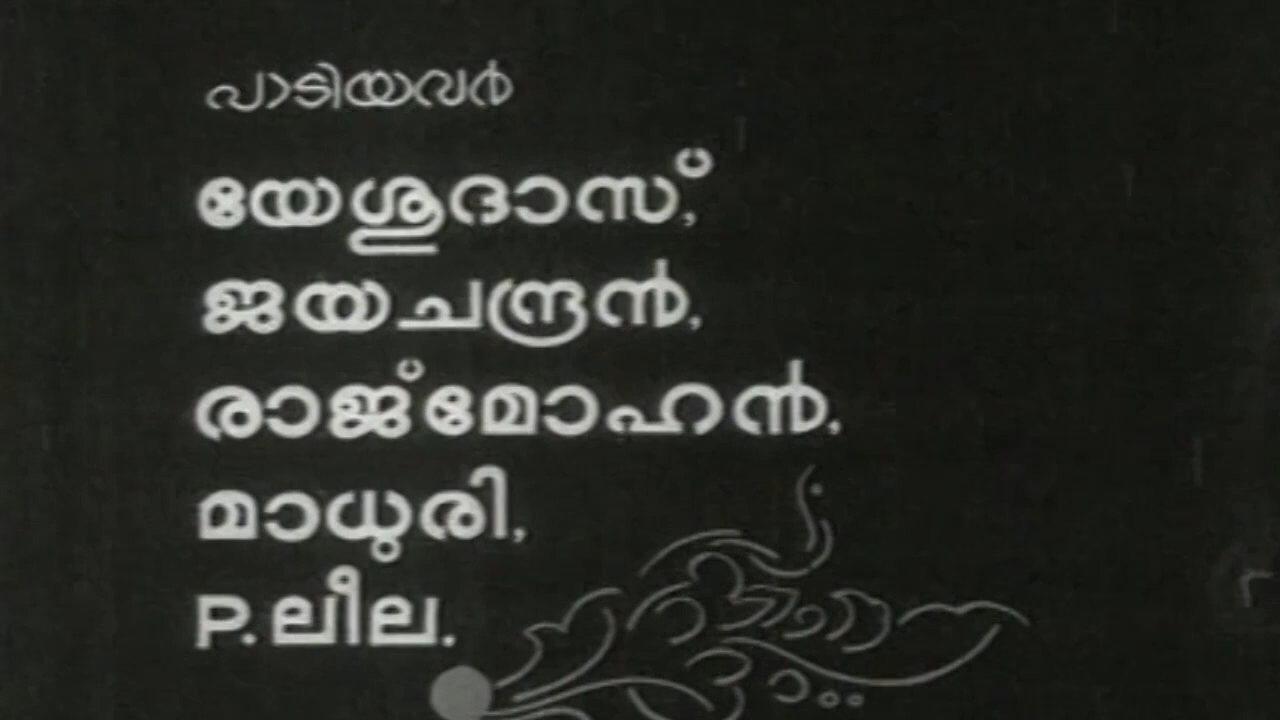 പാടിയവർ
യേശുദാസ്,
ജയചന്ദ്രൻ,
രാജ്മോഹൻ.
മാധുരി,
P. ലീല.